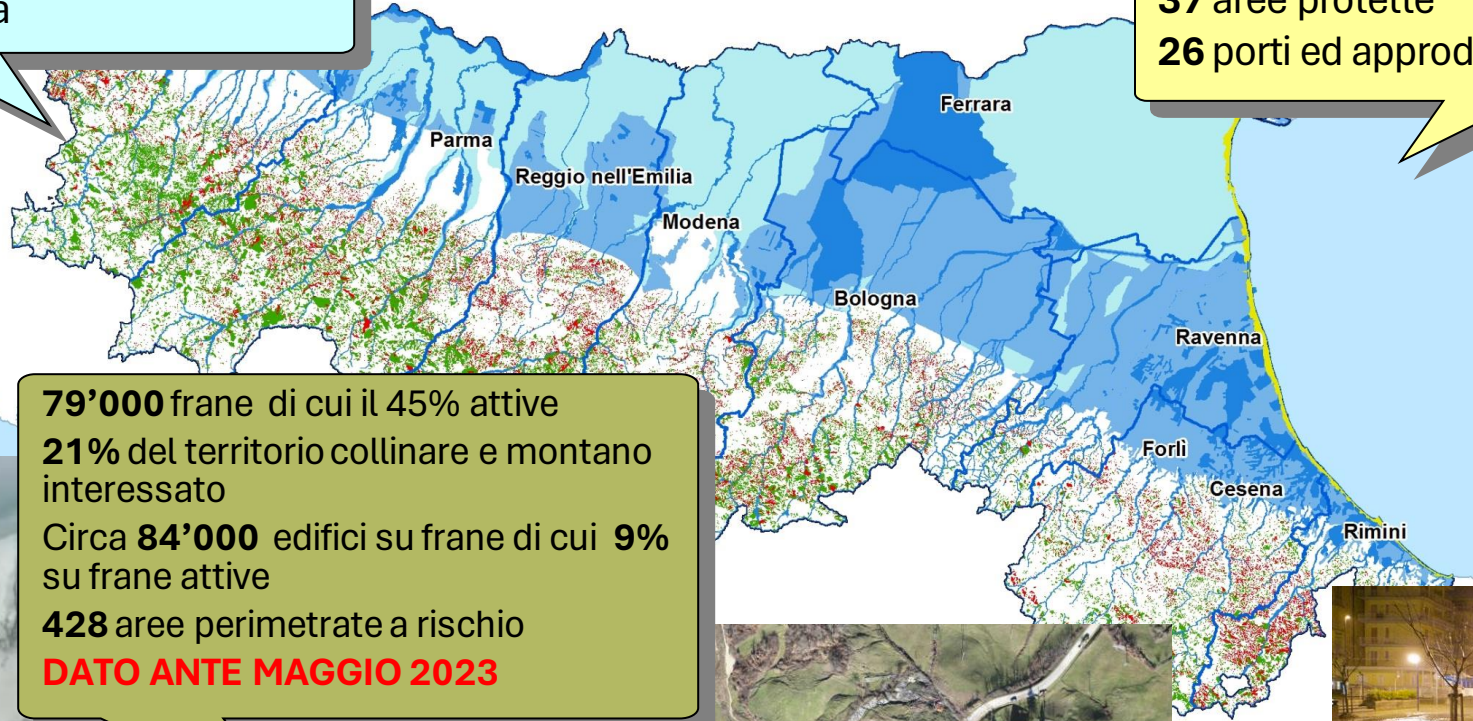 à
37 aree protette
26 porti ed approd
Ferrara
Parma
Reggio nell'Emilia
Modena
Bologna
Ravenna
Forlì
Cesena
Rimini
79’000 frane di cui il 45% attive
21% del territorio collinare e montano
interessato
Circa 84’000 edifici su frane di cui 9%
su frane attive
428 aree perimetrate a rischio
DATO ANTE MAGGIO 2023